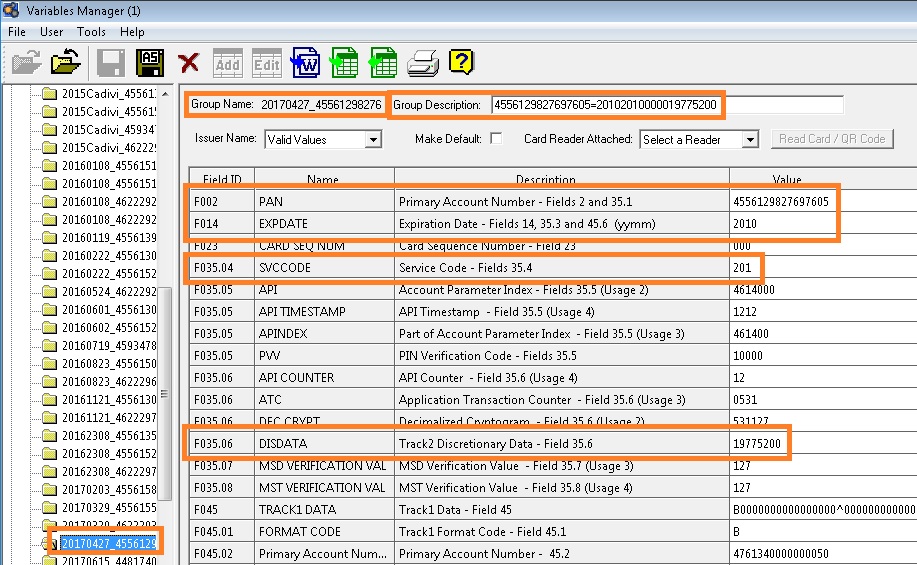 Variables Manager (1)
File User Tools Help
AS
Add Edit W ?
2015Cadivi_45561:
2015Cadivi_45561:
2015Cadivi_45934
2015Cadivi_46222
20160108_4556151
20160108_4556151
20160108_4622292
20160108_4622292
20160119_4556139
20160222_4556130
20160222_4556152
20160524_4622292
20160601_4556130
20160602_4556152
20160719_4593478
20160823_4556150
20160823_4622296
20161121_4556130
20161121_4622297
20162308_4556135
20162308_4556152
20162308_4622297
20170203_4556158
20170329_4556155
20170329_4622293
20170427_4556129
20170615_4481740
Group Name: 20170427_45561298276 Group Description: 4556129827697605=20102010000019775200
Issuer Name: Valid Values Make Default: Card Reader Attached: Select a Reader Read Card / QR Code
Field ID Name Description Value
F002 PAN Primary Account Number - Fields 2 and 35.1 4556129827697605
F014 EXPDATE Expiration Date - Fields 14, 35.3 and 45.6 (yymm) 2010
F023 CARD SEQ NUM Card Sequence Number - Field 23 000
F035.04 SVCCODE Service Code - Fields 35.4 201
F035.05 API Account Parameter Index - Fields 35.5 (Usage 2) 4614000
F035.05 API TIMESTAMP API Timestamp - Field 35.5 (Usage 4) 1212
F035.05 APINDEX Part of Account Parameter Index - Field 35.5 (Usage 3) 461400
F035.05 PVV PIN Verification Code - Fields 35.5 10000
F035.06 API COUNTER API Counter - Field 35.6 (Usage 4) 12
F035.06 ATC Application Transaction Counter - Field 35.6 (Usage 3) 0531
F035.06 DEC CRYPT Decimalized Cryptogram - Field 35.6 (Usage 2) 531127
F035.06 DISDATA Track2 Discretionary Data - Field 35.6 19775200
F035.07 MSD VERIFICATION VAL MSD Verification Value - Field 35.7 (Usage 3) 127
F035.08 MST VERIFICATION VAL MST Verification Value - Field 35.8 (Usage 4) 127
F045 TRACK1 DATA Track1 Data - Field 45 B0000000000000000^000000000000
F045.01 FORMAT CODE Track1 Format Code - Field 45.1 B
F045.02 Primary Account Num... Primary Account Number - 45.2 4761340000000050